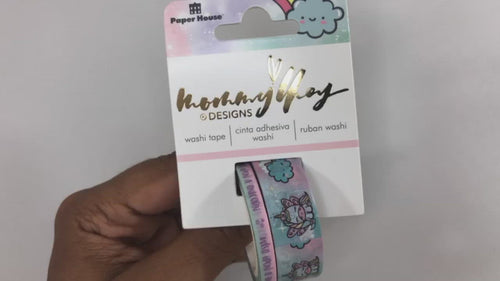 Paper House
mommy lhey
© DESIGNS
washi tape | cinta adhesiva washi | ruban washi